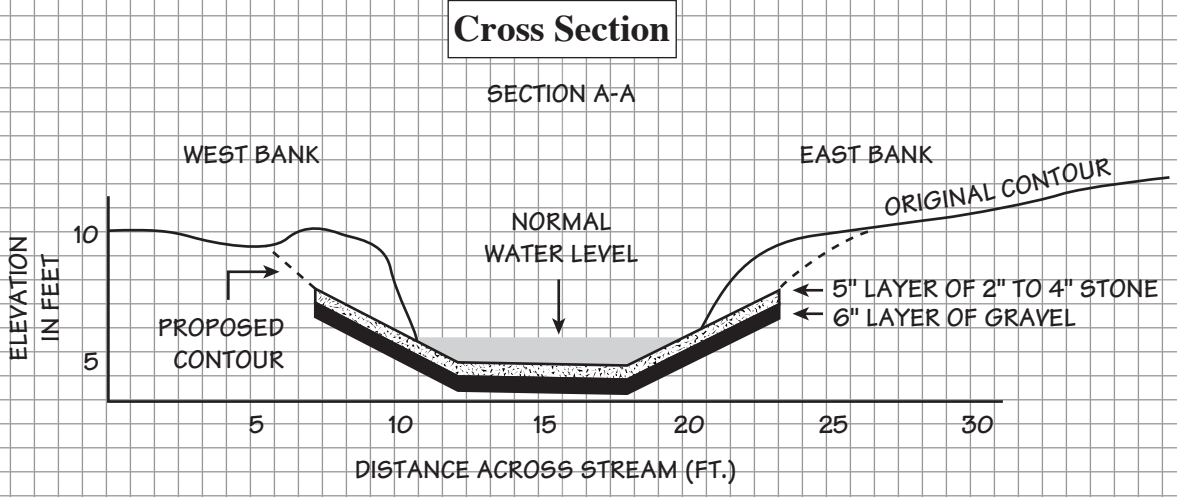 Cross Section
SECTION A-A
WEST BANK
EAST BANK
ORIGINAL CONTOUR
NORMAL
WATER LEVEL
10
5
ELEVATION
IN FEET
PROPOSED
CONTOUR
5" LAYER OF 2" TO 4" STONE
6" LAYER OF GRAVEL
5
10
15
20
25
30
DISTANCE ACROSS STREAM (FT.)